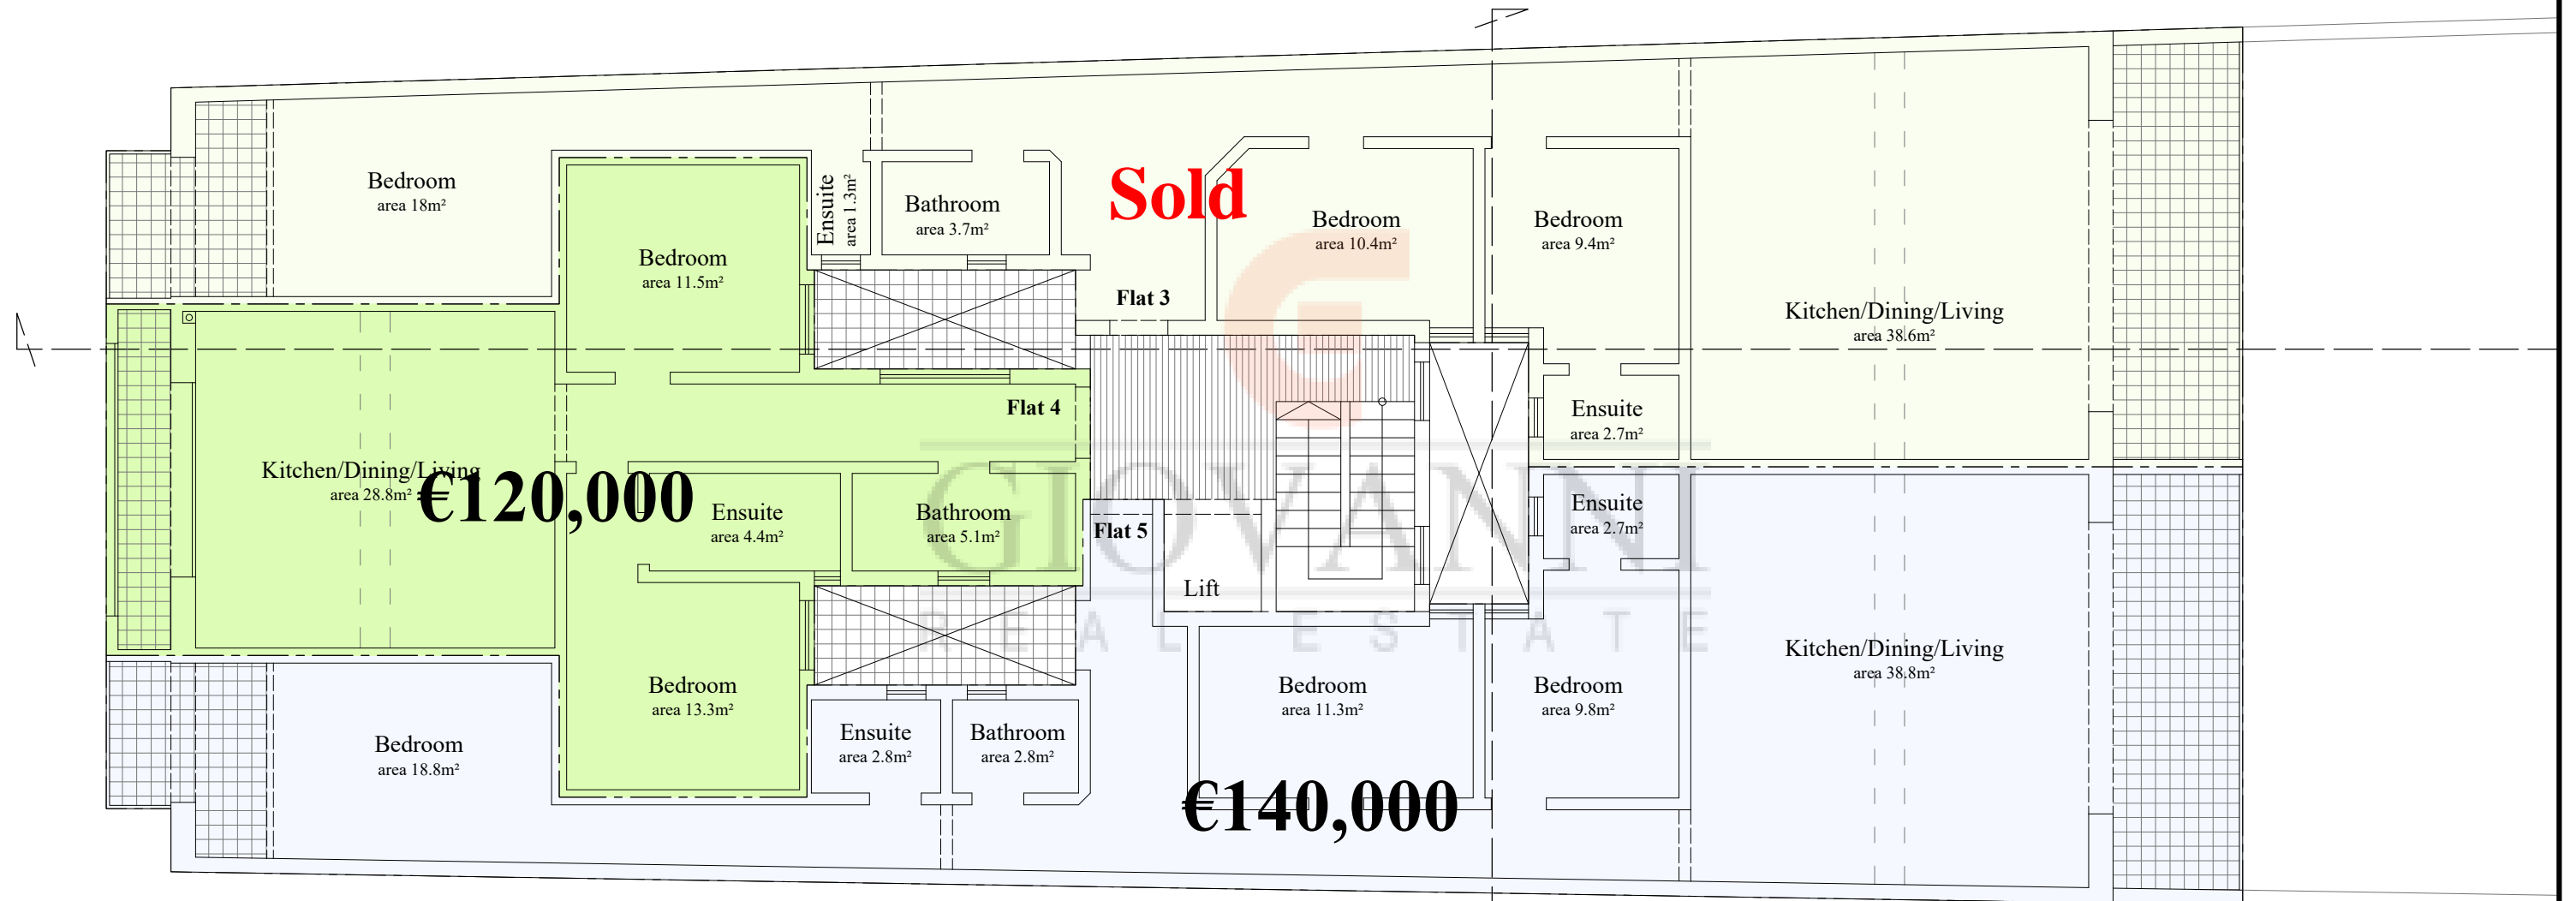 Bedroom
area 18m²
Ensuite
area 1.3m²
Bathroom
area 3.7m²
Sold
Bedroom
area 10.4m²
Bedroom
area 9.4m²
Kitchen/Dining/Living
area 38.6m²
Flat 3
Ensuite
area 2.7m²
Bedroom
area 11.5m²
Flat 4
Kitchen/Dining/Living
area 28.8m²
€120,000
Ensuite
area 4.4m²
Bathroom
area 5.1m²
Bedroom
area 13.3m²
Flat 5
Lift
GIOVANNI
REAL ESTATE
Ensuite
area 2.7m²
Kitchen/Dining/Living
area 38.8m²
Bedroom
area 18.8m²
Ensuite
area 2.8m²
Bathroom
area 2.8m²
Bedroom
area 11.3m²
Bedroom
area 9.8m²
€140,000